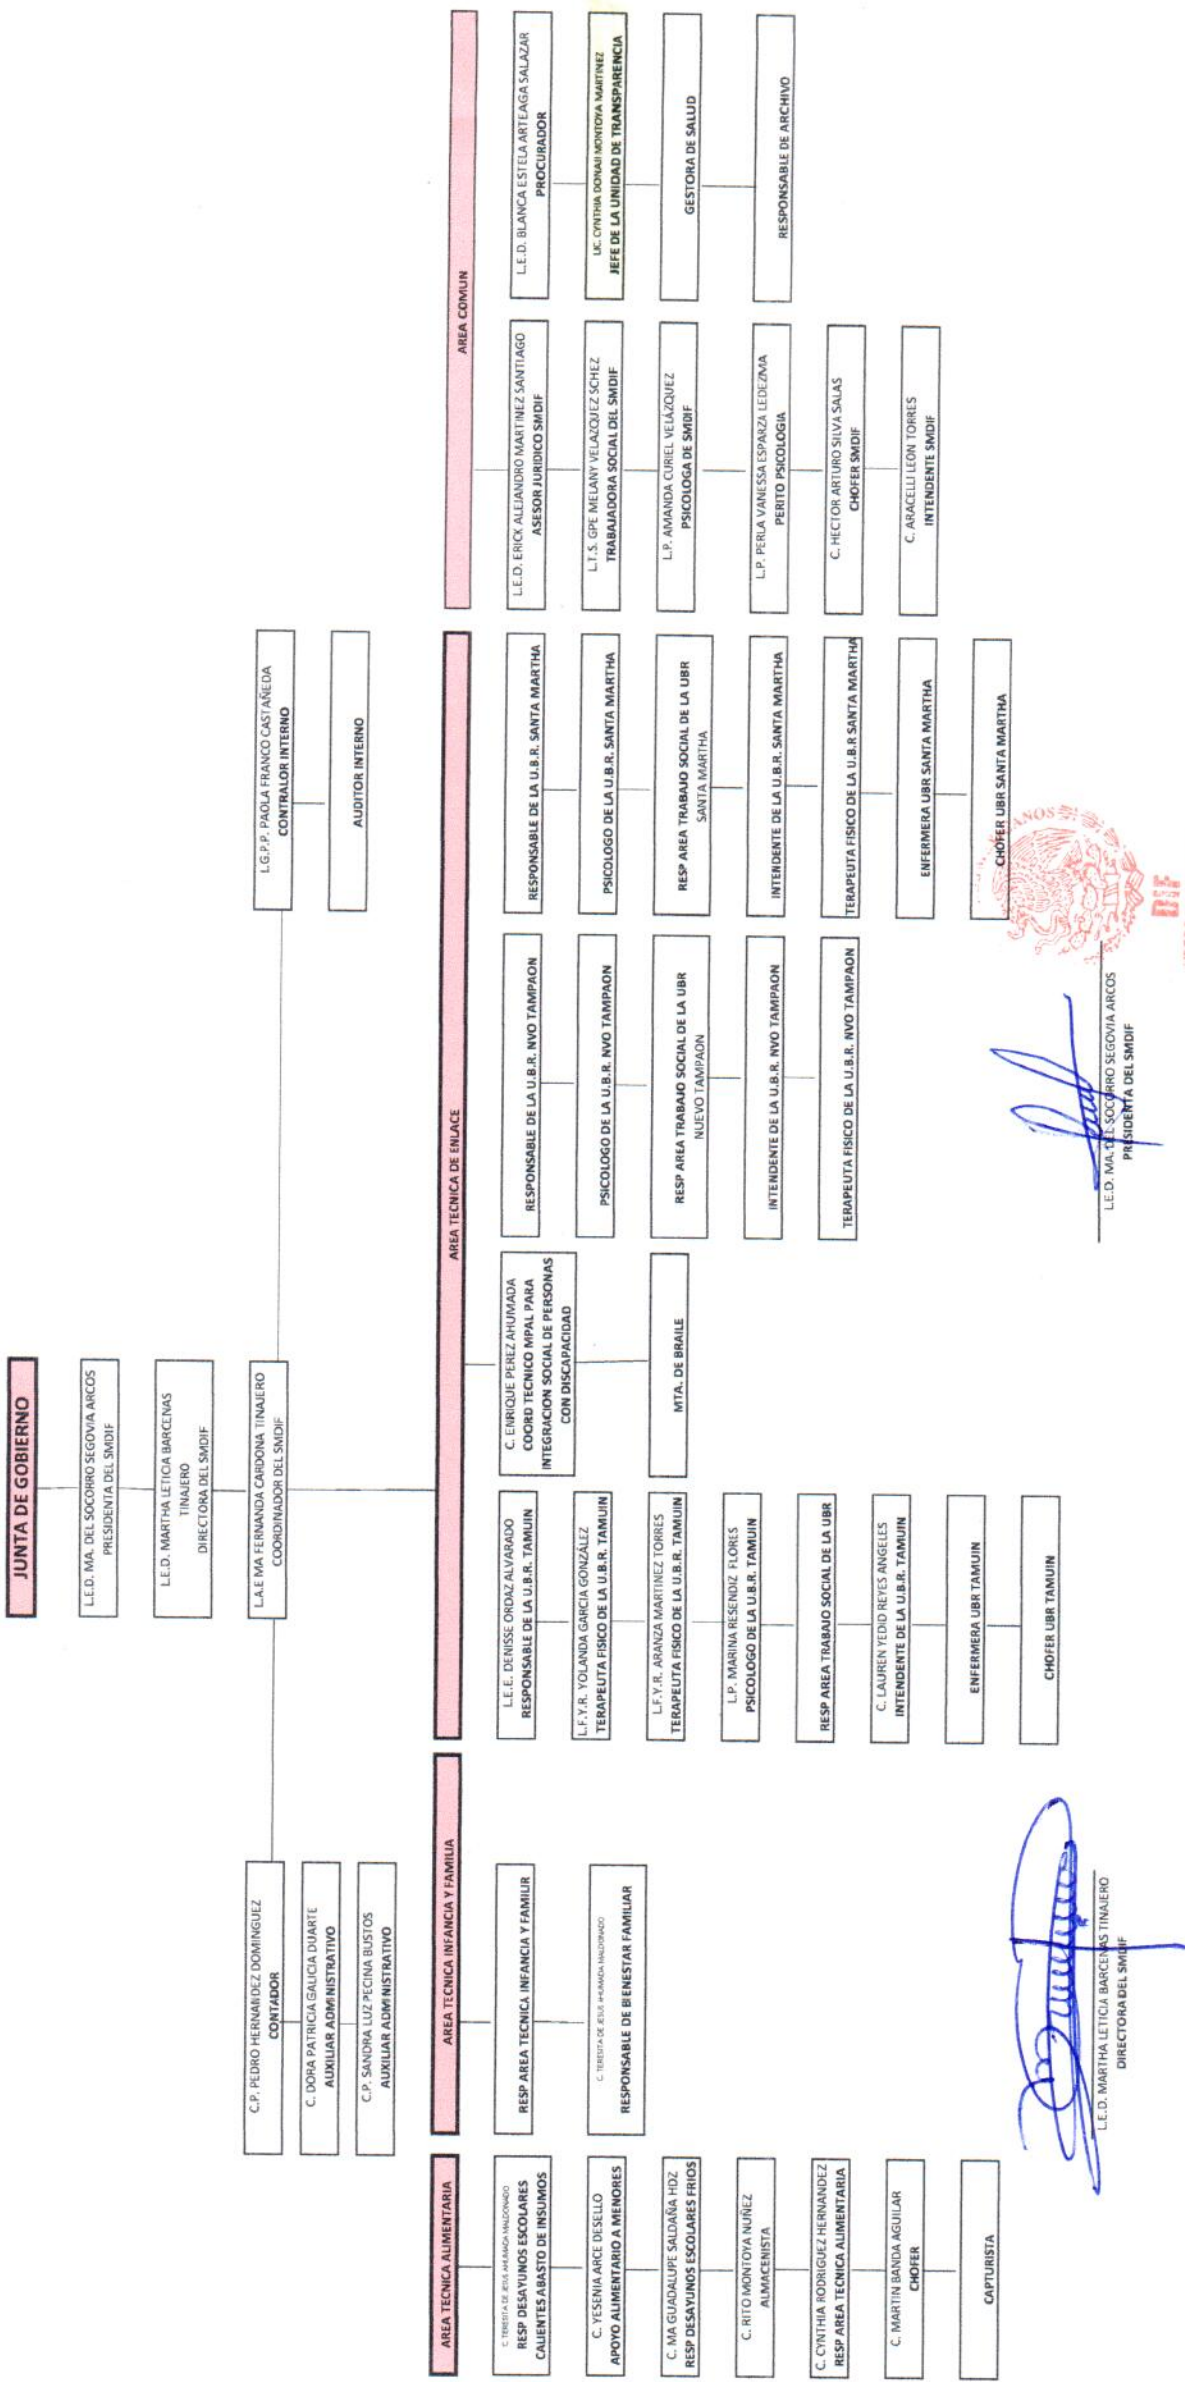 JUNTA DE GOBIERNO
L.E.D. MA. DEL SOCORRO SEGOVIA ARCOS
PRESIDENTA DEL SMDIF
L.E.D. MARTHA LETICIA BARCENAS
TINAJERO
DIRECTORA DEL SMDIF
L.A.E MA FERNANDA CARDONA TINAJERO
COORDINADOR DEL SMDIF
C.P. PEDRO HERNANDEZ DOMINGUEZ
CONTADOR
C. DORA PATRICIA GALICIA DUARTE
AUXILIAR ADMINISTRATIVO
C.P. SANDRA LUZ PECINA BUSTOS
AUXILIAR ADMINISTRATIVO
L.G.P.P. PAOLA FRANCO CASTAÑEDA
CONTRALOR INTERNO
AUDITOR INTERNO
AREA TECNICA ALIMENTARIA
C. TERESITA DE JESUS AHUMADA MALDONADO
RESP DESAYUNOS ESCOLARES
CALIENTES ABASTO DE INSUMOS
C. YESENIA ARCE DESELLO
APOYO ALIMENTARIO A MENORES
C. MA GUADALUPE SALDAÑA HDZ
RESP DESAYUNOS ESCOLARES FRIOS
C. RITO MONTOYA NUÑEZ
ALMACENISTA
C. CYNTHIA RODRIGUEZ HERNANDEZ
RESP AREA TECNICA ALIMENTARIA
C. MARTIN BANDA AGUILAR
CHOFER
CAPTURISTA
AREA TECNICA INFANCIA Y FAMILIA
RESP AREA TECNICA INFANCIA Y FAMILIR
C. TERESITA DE JESUS AHUMADA MALDONADO
RESPONSABLE DE BIENESTAR FAMILIAR
AREA TECNICA DE ENLACE
L.E.E. DENISSE ORDAZ ALVARADO
RESPONSABLE DE LA U.B.R. TAMUIN
L.F.Y.R. YOLANDA GARCIA GONZÁLEZ
TERAPEUTA FISICO DE LA U.B.R. TAMUIN
L.F.Y.R. ARANZA MARTINEZ TORRES
TERAPEUTA FISICO DE LA U.B.R. TAMUIN
L.P. MARINA RESENDIZ FLORES
PSICOLOGO DE LA U.B.R. TAMUIN
RESP AREA TRABAJO SOCIAL DE LA UBR
C. LAUREN YEDID REYES ANGELES
INTENDENTE DE LA U.B.R. TAMUIN
ENFERMERA UBR TAMUIN
CHOFER UBR TAMUIN
C. ENRIQUE PEREZ AHUMADA
COORD TECNICO MPAL PARA
INTEGRACION SOCIAL DE PERSONAS
CON DISCAPACIDAD
MTA. DE BRAILE
RESPONSABLE DE LA U.B.R. NVO TAMPAON
PSICOLOGO DE LA U.B.R. NVO TAMPAON
RESP AREA TRABAJO SOCIAL DE LA UBR
NUEVO TAMPAON
INTENDENTE DE LA U.B.R. NVO TAMPAON
TERAPEUTA FISICO DE LA U.B.R. NVO TAMPAON
RESPONSABLE DE LA U.B.R. SANTA MARTHA
PSICOLOGO DE LA U.B.R. SANTA MARTHA
RESP AREA TRABAJO SOCIAL DE LA UBR
SANTA MARTHA
INTENDENTE DE LA U.B.R. SANTA MARTHA
TERAPEUTA FISICO DE LA U.B.R SANTA MARTHA
ENFERMERA UBR SANTA MARTHA
CHOFER UBR SANTA MARTHA
AREA COMUN
L.E.D. ERICK ALEJANDRO MARTINEZ SANTIAGO
ASESOR JURIDICO SMDIF
L.T.S. GPE MELANY VELAZQUEZ SCHEZ
TRABAJADORA SOCIAL DEL SMDIF
L.P. AMANDA CURIEL VELÁZQUEZ
PSICOLOGA DE SMDIF
L.P. PERLA VANESSA ESPARZA LEDEZMA
PERITO PSICOLOGIA
C. HECTOR ARTURO SILVA SALAS
CHOFER SMDIF
C. ARACELLI LEON TORRES
INTENDENTE SMDIF
L.E.D. BLANCA ESTELA ARTEAGA SALAZAR
PROCURADOR
LIC. CYNTHIA DONAJI MONTOYA MARTINEZ
JEFE DE LA UNIDAD DE TRANSPARENCIA
GESTORA DE SALUD
RESPONSABLE DE ARCHIVO
L.E.D. MARTHA LETICIA BARCENAS TINAJERO
DIRECTORA DEL SMDIF
L.E.D. MA. DEL SOCORRO SEGOVIA ARCOS
PRESIDENTA DEL SMDIF
DIF